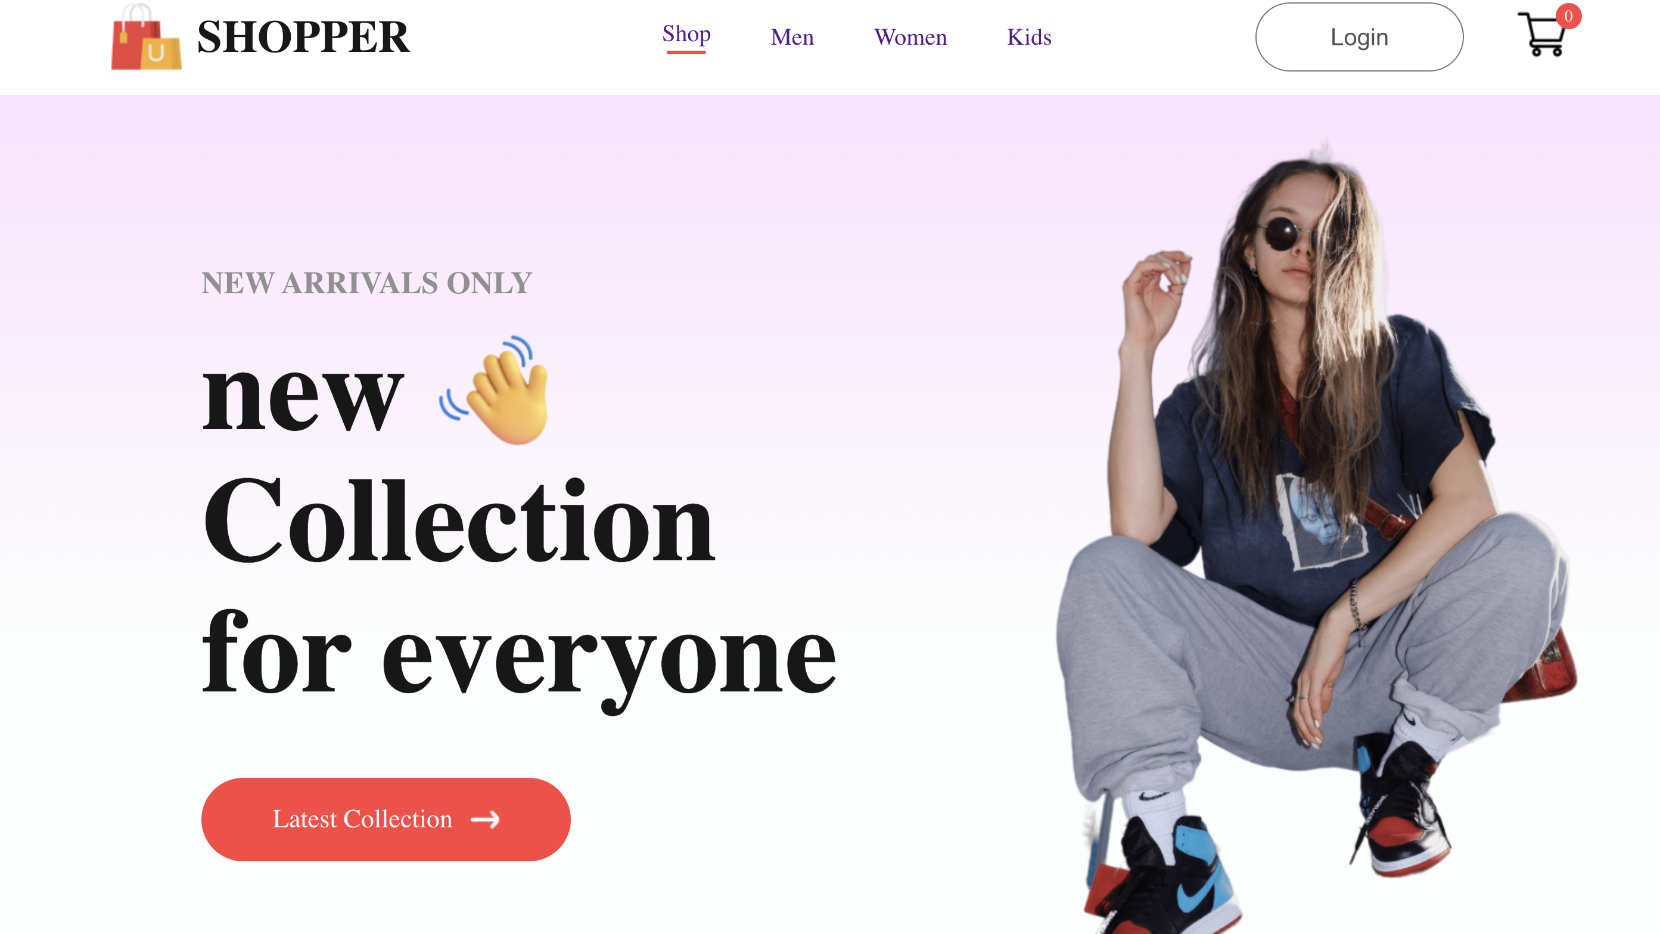 U
SHOPPER
Shop
Men
Women
Kids
Login
0
NEW ARRIVALS ONLY
new 👋
Collection
for everyone
Latest Collection →